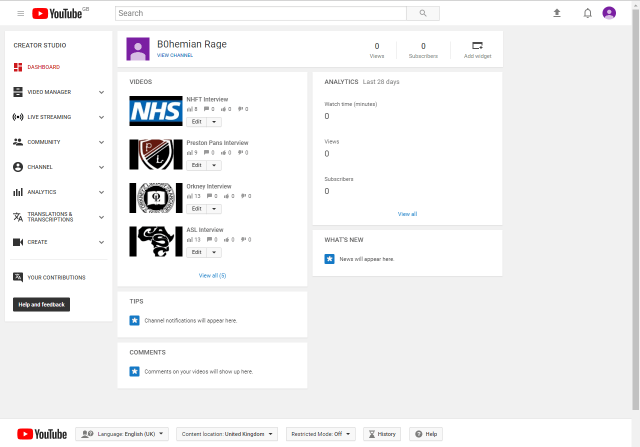 YouTube GB
Search
CREATOR STUDIO
DASHBOARD
VIDEO MANAGER
LIVE STREAMING
COMMUNITY
CHANNEL
ANALYTICS
TRANSLATIONS &
TRANSCRIPTIONS
CREATE
YOUR CONTRIBUTIONS
Help and feedback
B0hemian Rage
VIEW CHANNEL
0
Views
0
Subscribers
Add widget
VIDEOS
NHS
NHFT Interview
8 0 0 0
Edit
P L
Preston Pans Interview
9 0 0 0
Edit
Orkney Interview
13 0 0 0
Edit
ASL Interview
13 0 0 0
Edit
View all (5)
TIPS
Channel notifications will appear here.
COMMENTS
Comments on your videos will show up here.
ANALYTICS Last 28 days
Watch time (minutes)
0
Views
0
Subscribers
0
View all
WHAT'S NEW
News will appear here.
YouTube
Language: English (UK)
Content location: United Kingdom
Restricted Mode: Off
History
Help